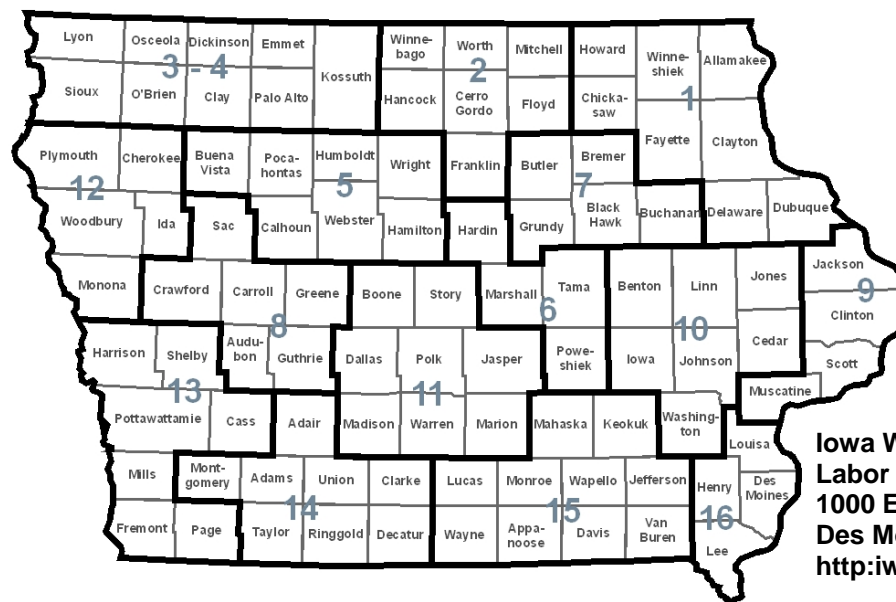 Lyon
Osceola
Dickinson
Emmet
Kossuth
Winne-
bago
Worth
Mitchell
Howard
Winne-
shiek
Allamakee
3 - 4
2
1
Sioux
O'Brien
Clay
Palo Alto
Hancock
Cerro
Gordo
Floyd
Chicka-
saw
Fayette
Clayton
Plymouth
Cherokee
Buena
Vista
Poca-
hontas
Humboldt
Wright
Franklin
Butler
Bremer
12
5
7
Woodbury
Ida
Sac
Calhoun
Webster
Hamilton
Hardin
Grundy
Black
Hawk
Buchanan
Delaware
Dubuque
Monona
Crawford
Carroll
Greene
Boone
Story
Marshall
Tama
Benton
Linn
Jones
Jackson
9
Clinton
8
6
10
Harrison
Shelby
Audu-
bon
Guthrie
Dallas
Polk
Jasper
Powe-
shiek
Iowa
Johnson
Cedar
Scott
13
11
Muscatine
Pottawattamie
Cass
Adair
Madison
Warren
Marion
Mahaska
Keokuk
Washing-
ton
Louisa
Mills
Mont-
gomery
Adams
Union
Clarke
Lucas
Monroe
Wapello
Jefferson
Henry
Des
Moines
14
15
16
Fremont
Page
Taylor
Ringgold
Decatur
Wayne
Appa-
noose
Davis
Van
Buren
Lee
Iowa W
Labor
1000 E
Des M
http:iw